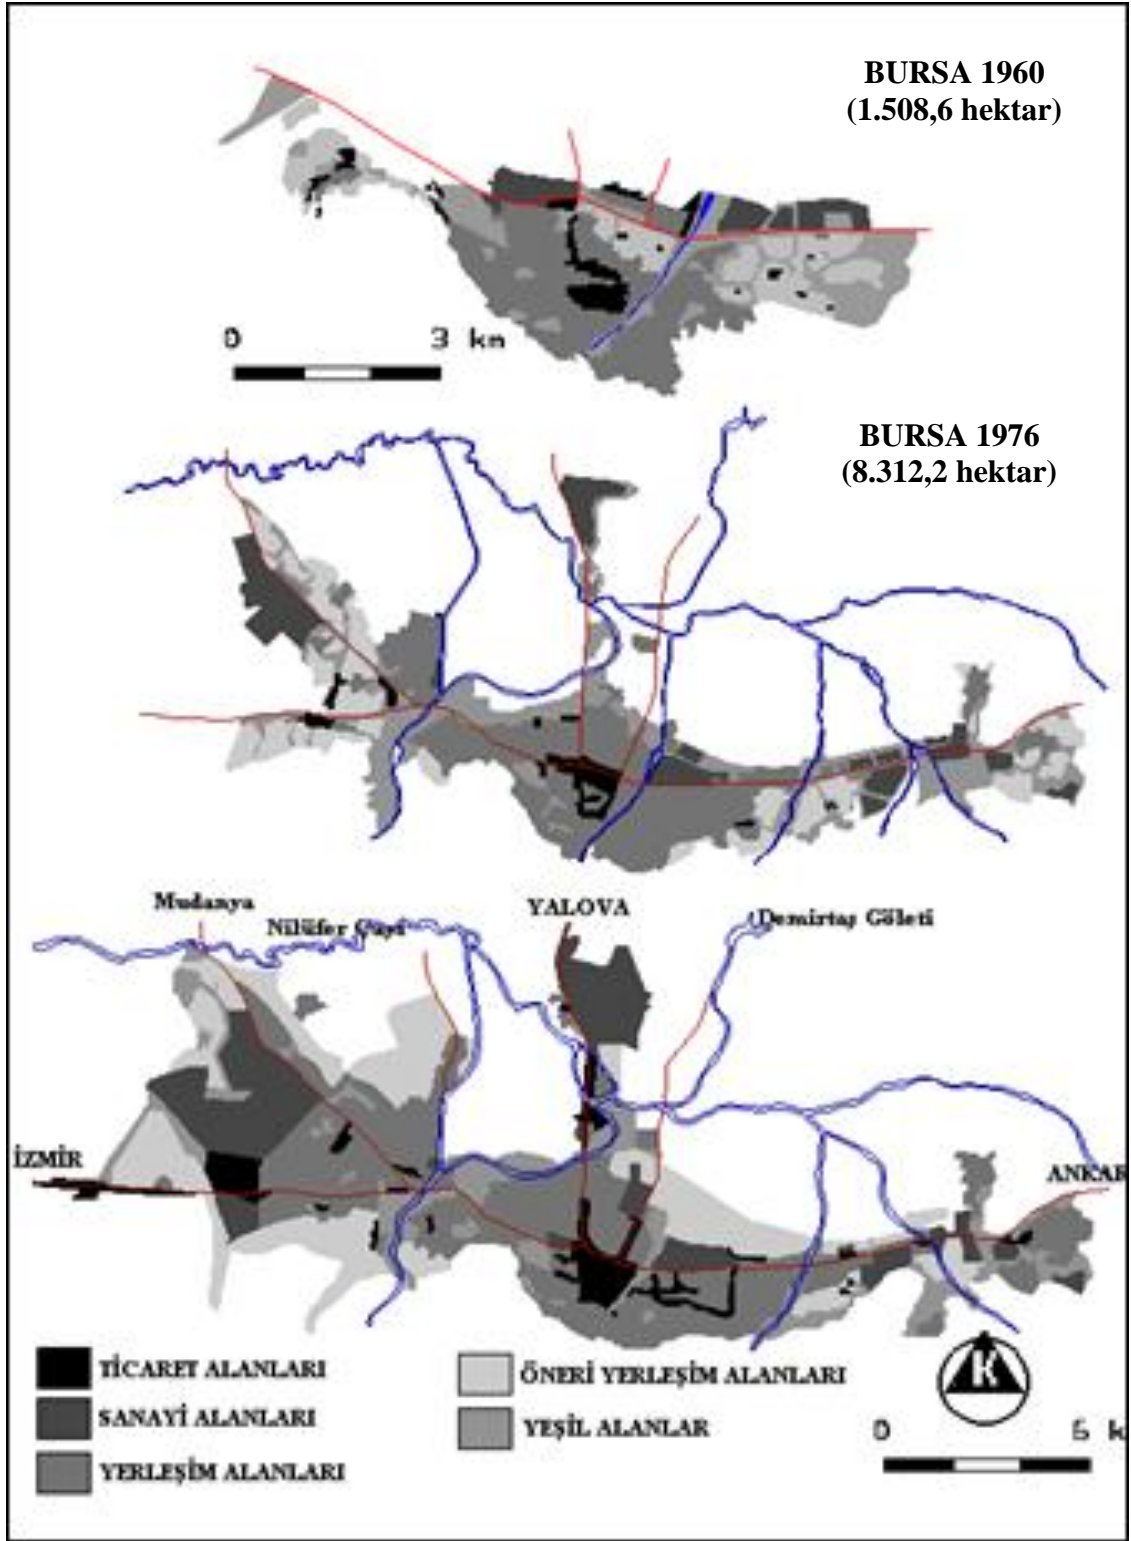 BURSA 1960
(1.508,6 hektar)
0 3 km
BURSA 1976
(8.312,2 hektar)
Mudanya
Nilüfer Çayı
YALOVA
Demirtaş Göleti
İZMİR
ANKAR
TİCARET ALANLARI
SANAYİ ALANLARI
YERLEŞİM ALANLARI
ÖNERİ YERLEŞİM ALANLARI
YEŞİL ALANLAR
K
0 5 k